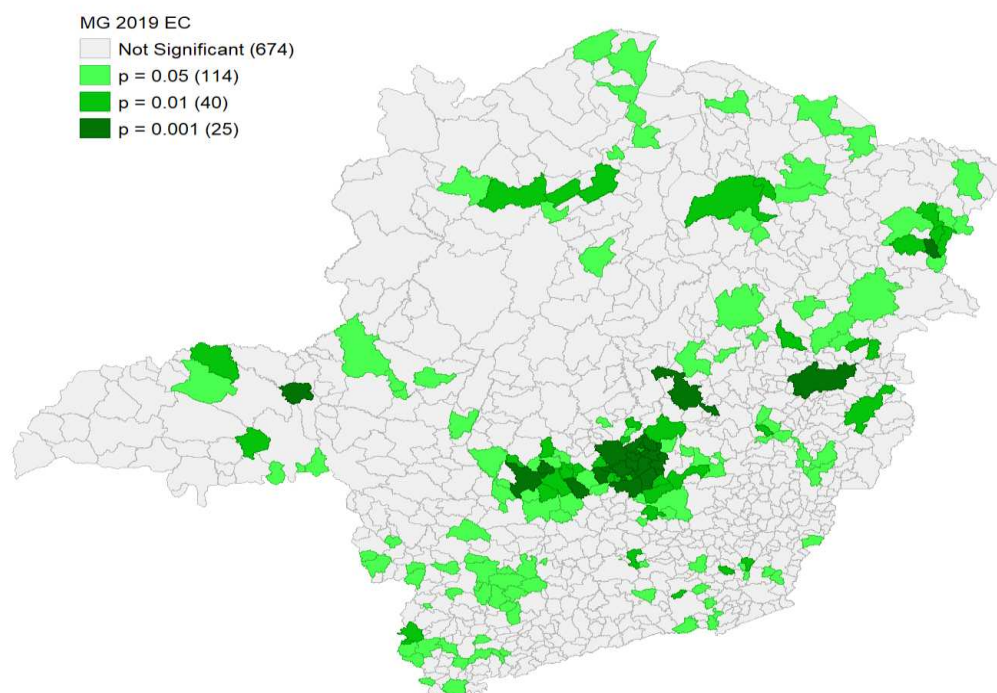 MG 2019 EC
Not Significant (674)
p = 0.05 (114)
p = 0.01 (40)
p = 0.001 (25)